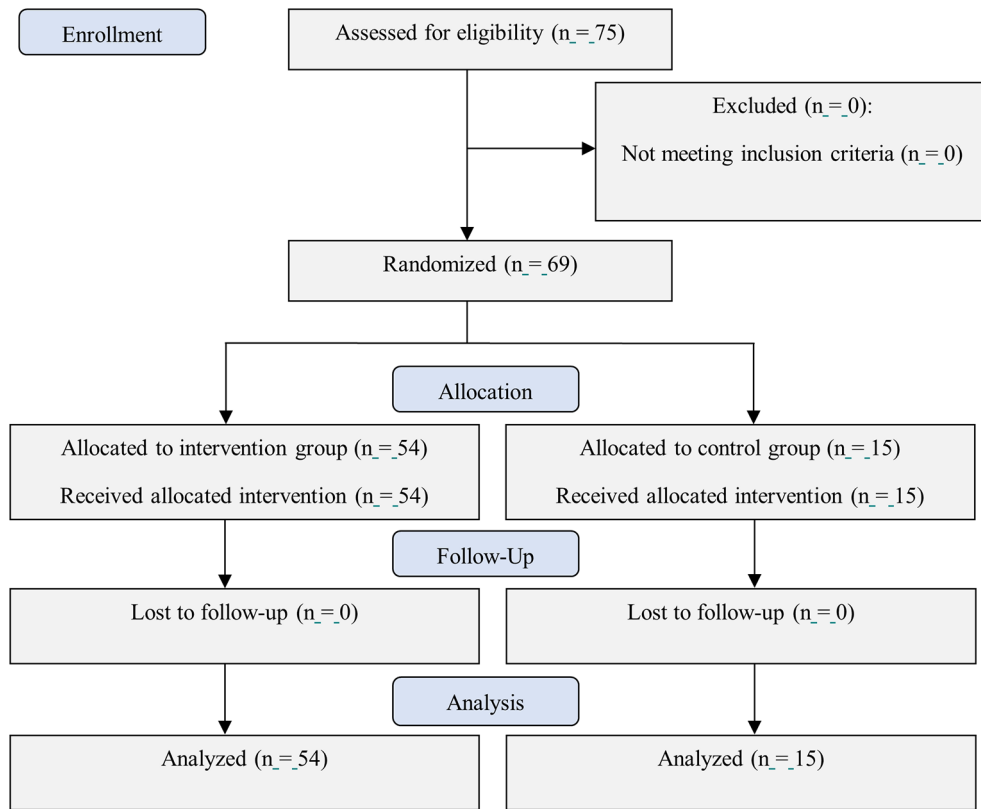 Enrollment
Assessed for eligibility (n = 75)
Excluded (n = 0):
Not meeting inclusion criteria (n = 0)
Randomized (n = 69)
Allocation
Allocated to intervention group (n = 54)
Received allocated intervention (n = 54)
Allocated to control group (n = 15)
Received allocated intervention (n = 15)
Follow-Up
Lost to follow-up (n = 0)
Lost to follow-up (n = 0)
Analysis
Analyzed (n = 54)
Analyzed (n = 15)